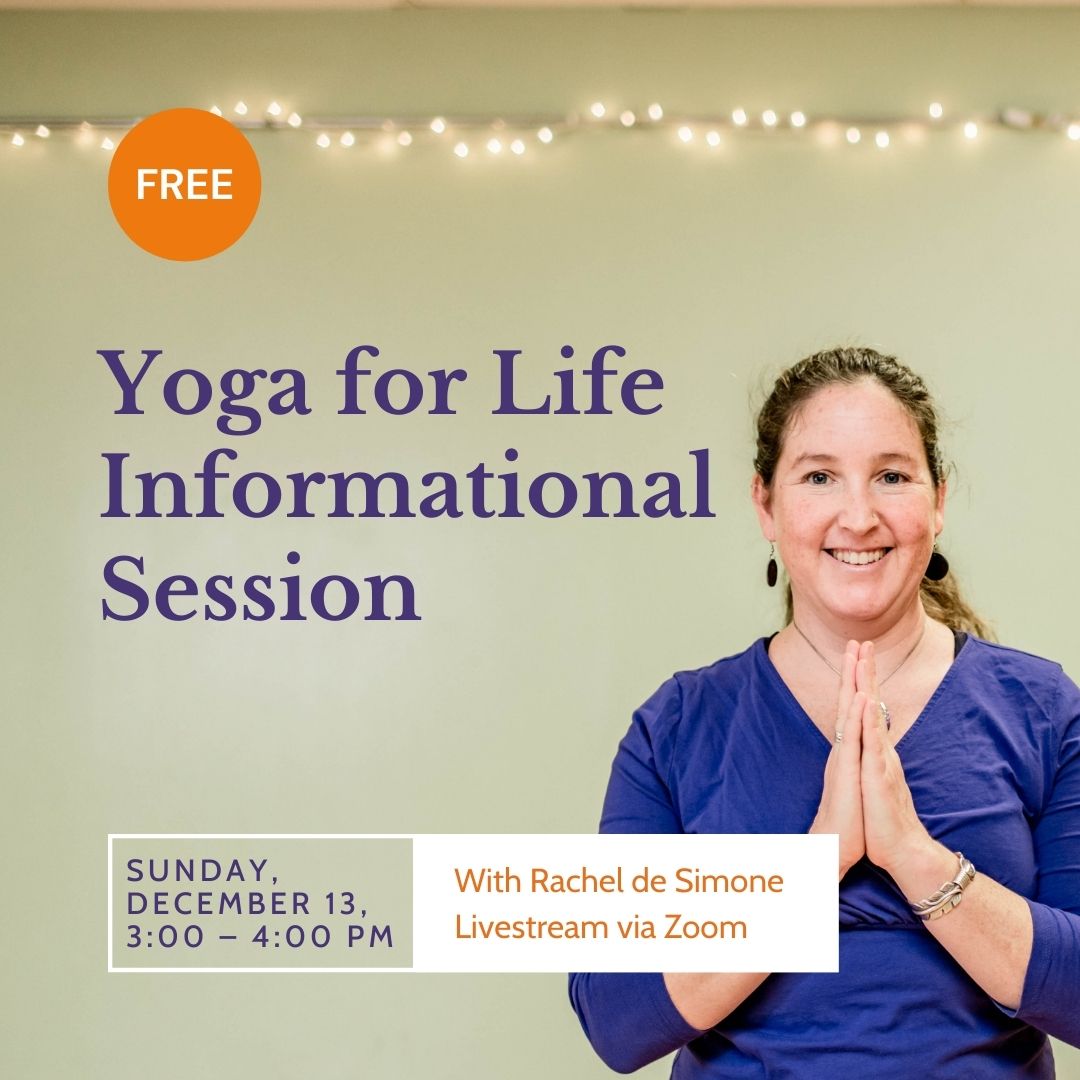 FREE
Yoga for Life
Informational
Session
SUNDAY,
DECEMBER 13,
3:00 – 4:00 PM
With Rachel de Simone
Livestream via Zoom